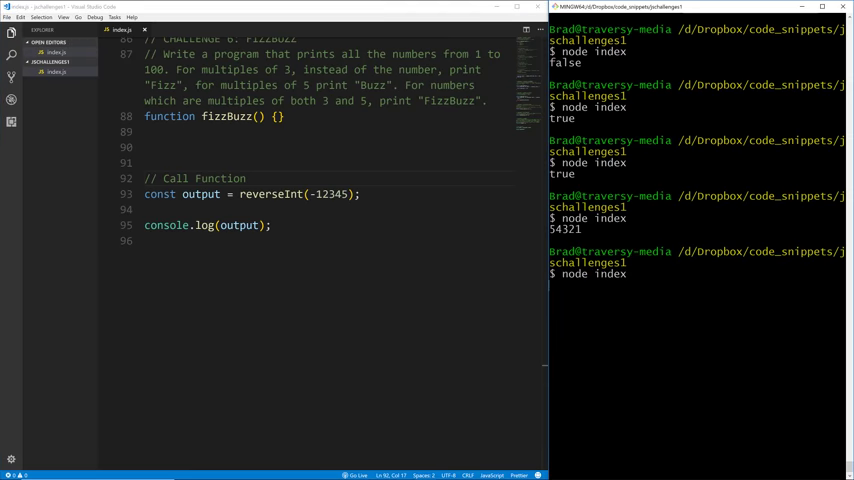 index.js - jschallenges1 - Visual Studio Code
MINGW64:/d/Dropbox/code_snippets/jschallenges1
File Edit Selection View Go Debug Tasks Help
EXPLORER
OPEN EDITORS
index.js
JSCHALLENGES1
index.js
index.js
86 // CHALLENGE 6: FIZZBUZZ
87 // Write a program that prints all the numbers from 1 to
100. For multiples of 3, instead of the number, print
"Fizz", for multiples of 5 print "Buzz". For numbers
which are multiples of both 3 and 5, print "FizzBuzz".
88 function fizzBuzz() {}
89
90
91
92 // Call Function
93 const output = reverseInt(-12345);
94
95 console.log(output);
96
Brad@traversy-media /d/Dropbox/code_snippets/j
schallenges1
$ node index
false
Brad@traversy-media /d/Dropbox/code_snippets/j
schallenges1
$ node index
true
Brad@traversy-media /d/Dropbox/code_snippets/j
schallenges1
$ node index
true
Brad@traversy-media /d/Dropbox/code_snippets/j
schallenges1
$ node index
54321
Brad@traversy-media /d/Dropbox/code_snippets/j
schallenges1
$ node index
0 0
Go Live Ln 92, Col 17 Spaces: 2 UTF-8 CRLF JavaScript Prettier